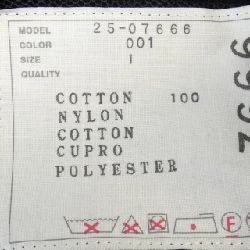 MODEL 25-07666
COLOR 001
SIZE I
QUALITY
COTTON 100
NYLON
COTTON
CUPRO
POLYESTER
F